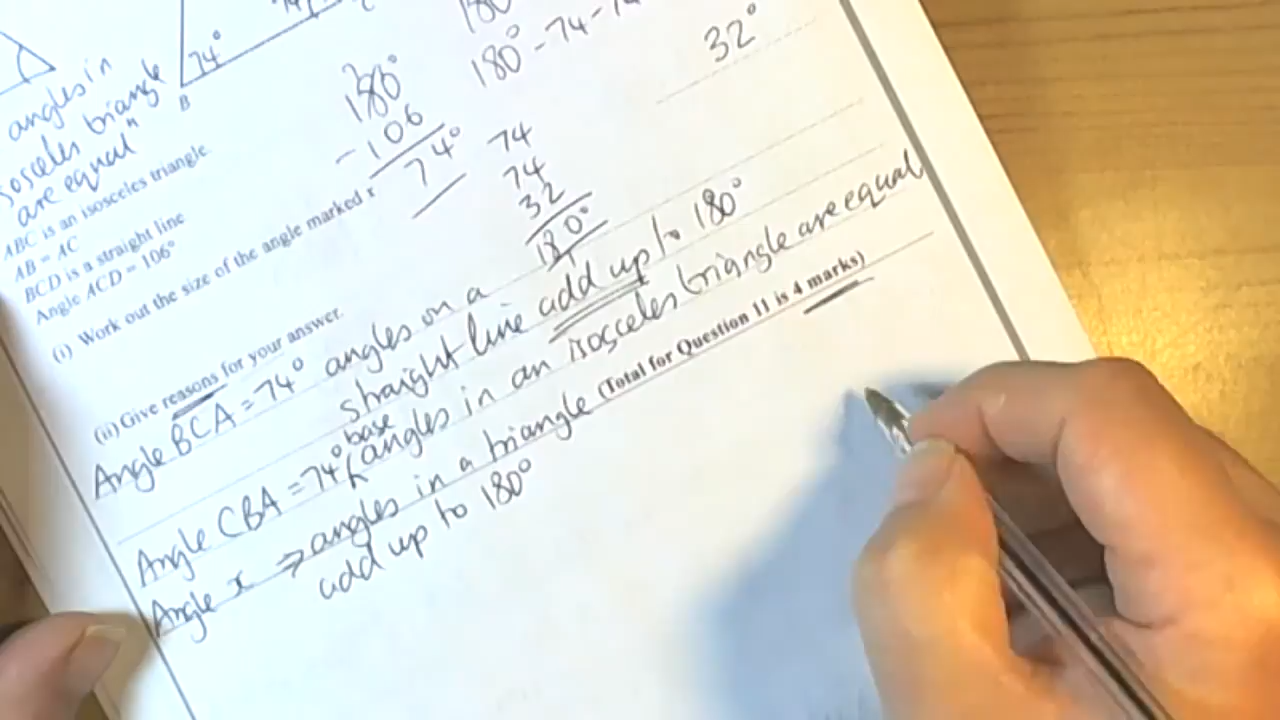 74°
B
angles in
isosceles triangle
are equal"
180°
180° - 74 - 74
32°
180°
- 106
74°
74
74
32
180°
ABC is an isosceles triangle.
AB = AC
BCD is a straight line
Angle ACD = 106°
(i) Work out the size of the angle marked x
(ii) Give reasons for your answer.
Angle BCA = 74° angles on a
straight line add up to 180°
Angle CBA = 74° base angles in an isosceles triangle are equal
(Total for Question 11 is 4 marks)
Angle x => angles in a triangle
add up to 180°